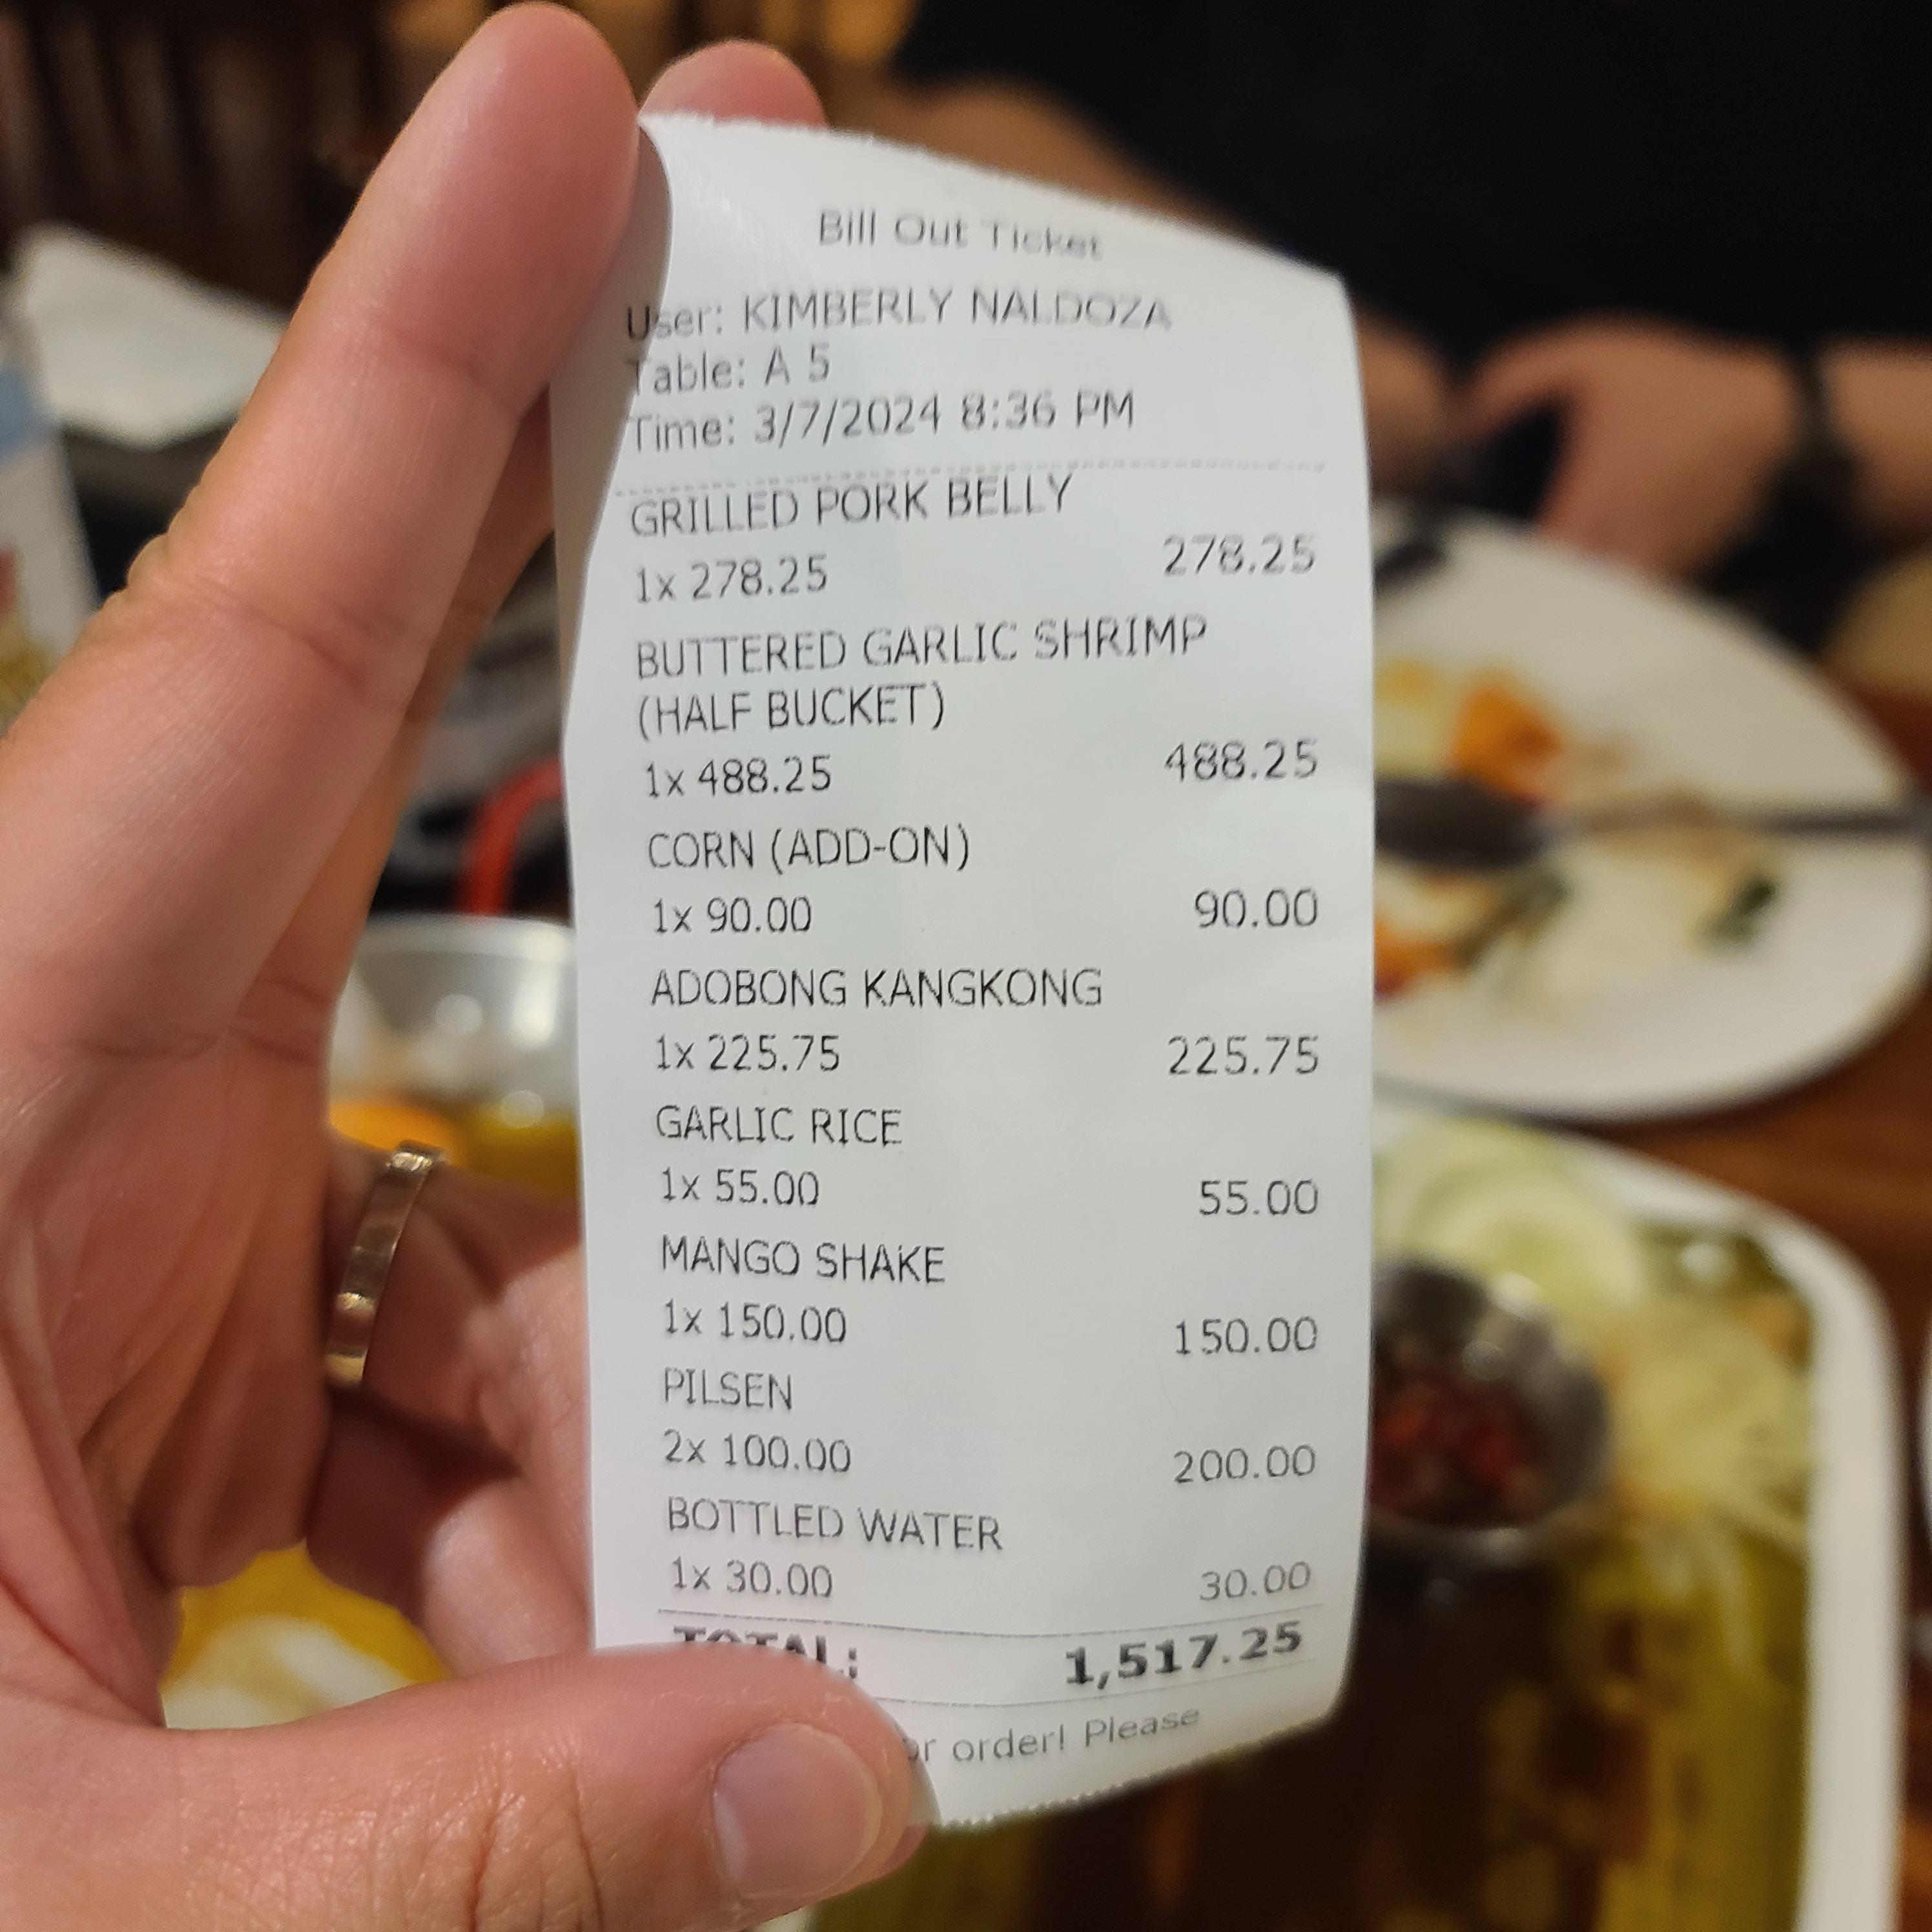 Bill Out Ticket
User: KIMBERLY NALDOZA
Table: A 5
Time: 3/7/2024 8:36 PM
GRILLED PORK BELLY
1x 278.25 278.25
BUTTERED GARLIC SHRIMP
(HALF BUCKET)
1x 488.25 488.25
CORN (ADD-ON)
1x 90.00 90.00
ADOBONG KANGKONG
1x 225.75 225.75
GARLIC RICE
1x 55.00 55.00
MANGO SHAKE
1x 150.00 150.00
PILSEN
2x 100.00 200.00
BOTTLED WATER
1x 30.00 30.00
TOTAL: 1,517.25
order! Please